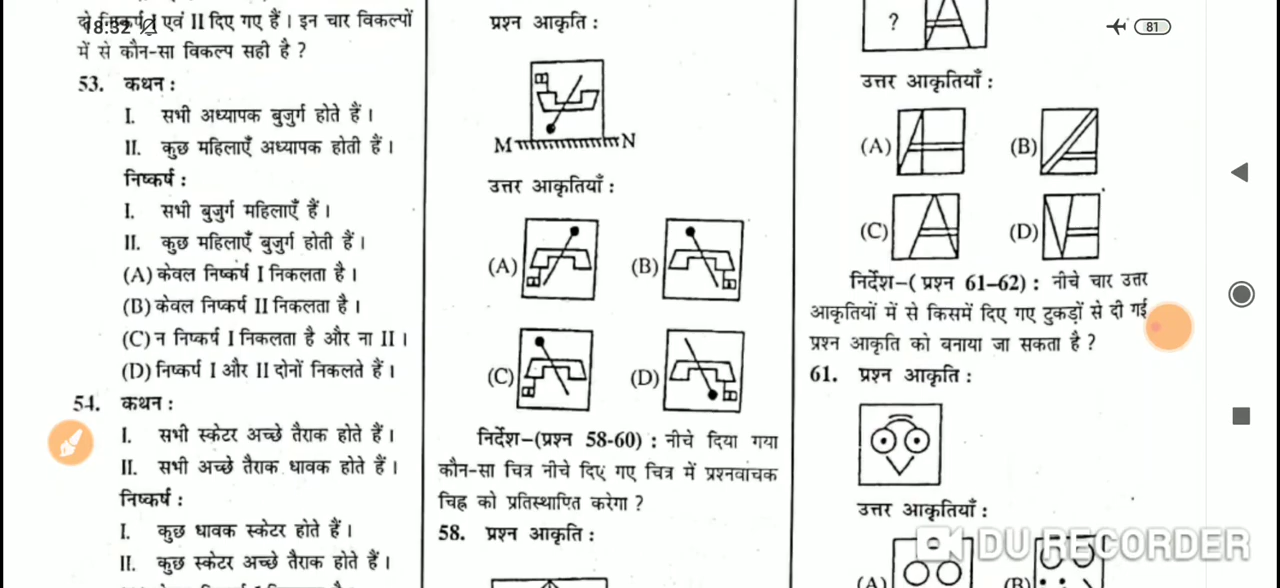 18:32
81
एवं II दिए गए हैं । इन चार विकल्पों
में से कौन-सा विकल्प सही है ?
53. कथन :
I. सभी अध्यापक बुजुर्ग होते हैं ।
II. कुछ महिलाएँ अध्यापक होती हैं ।
निष्कर्ष :
I. सभी बुजुर्ग महिलाएँ हैं ।
II. कुछ महिलाएँ बुजुर्ग होती हैं ।
(A) केवल निष्कर्ष I निकलता है ।
(B) केवल निष्कर्ष II निकलता है ।
(C) न निष्कर्ष I निकलता है और ना II ।
(D) निष्कर्ष I और II दोनों निकलते हैं ।
54. कथन :
I. सभी स्केटर अच्छे तैराक होते हैं ।
II. सभी अच्छे तैराक धावक होते हैं ।
निष्कर्ष :
I. कुछ धावक स्केटर होते हैं ।
II. कुछ स्केटर अच्छे तैराक होते हैं ।
प्रश्न आकृति :
M N
उत्तर आकृतियाँ :
(A) (B)
(C) (D)
निर्देश-(प्रश्न 58-60) : नीचे दिया गया
कौन-सा चित्र नीचे दिए गए चित्र में प्रश्नवाचक
चिह्न को प्रतिस्थापित करेगा ?
58. प्रश्न आकृति :
?
उत्तर आकृतियाँ :
(A) (B)
(C) (D)
निर्देश-( प्रश्न 61–62) : नीचे चार उत्तर
आकृतियों में से किसमें दिए गए टुकड़ों से दी गई
प्रश्न आकृति को बनाया जा सकता है ?
61. प्रश्न आकृति :
उत्तर आकृतियाँ :
(A) (B)
DU RECORDER